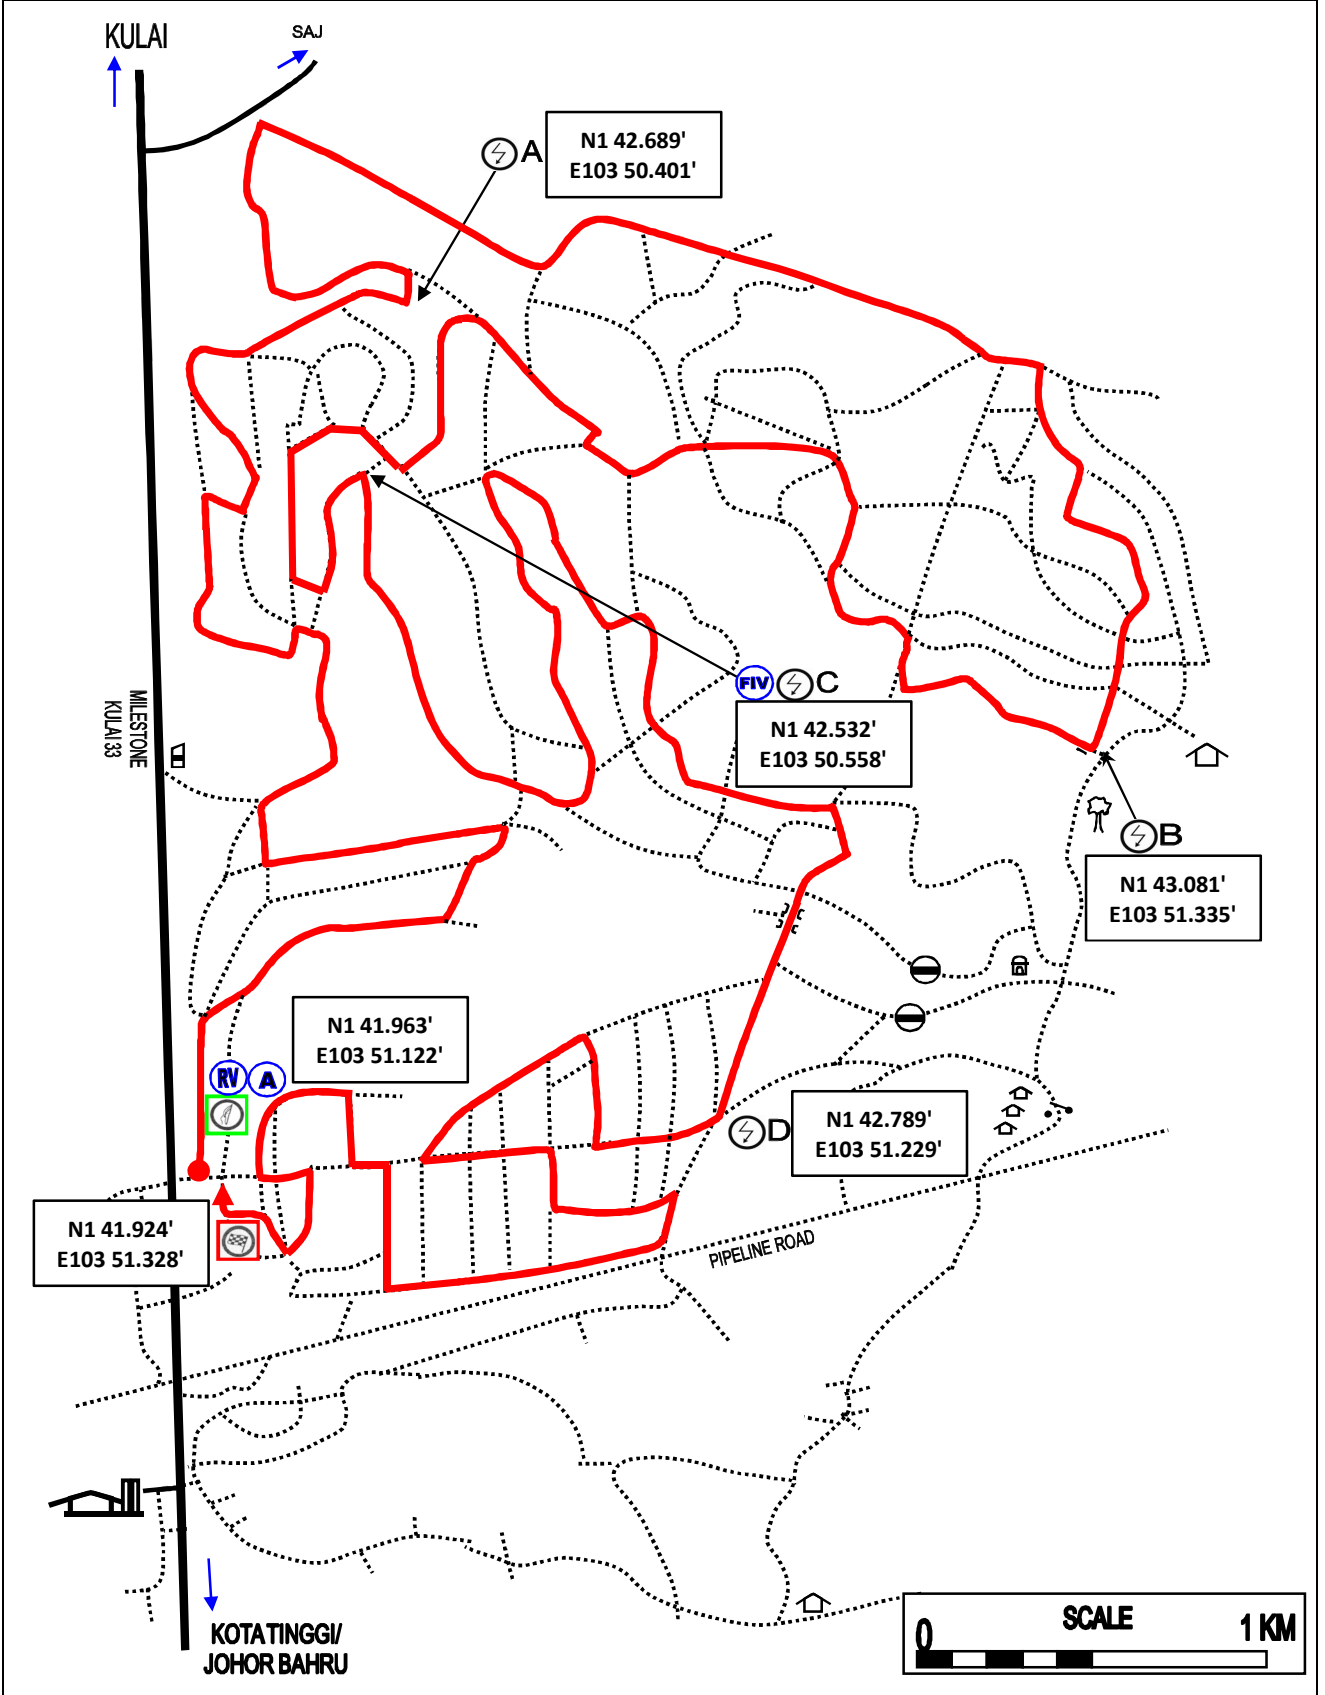 KULAI
SAJ
A
N1 42.689'
E103 50.401'
MILESTONE
KULAI 33
FIV
C
N1 42.532'
E103 50.558'
B
N1 43.081'
E103 51.335'
N1 41.963'
E103 51.122'
RV
A
D
N1 42.789'
E103 51.229'
N1 41.924'
E103 51.328'
PIPELINE ROAD
KOTA TINGGI/
JOHOR BAHRU
SCALE
0
1 KM